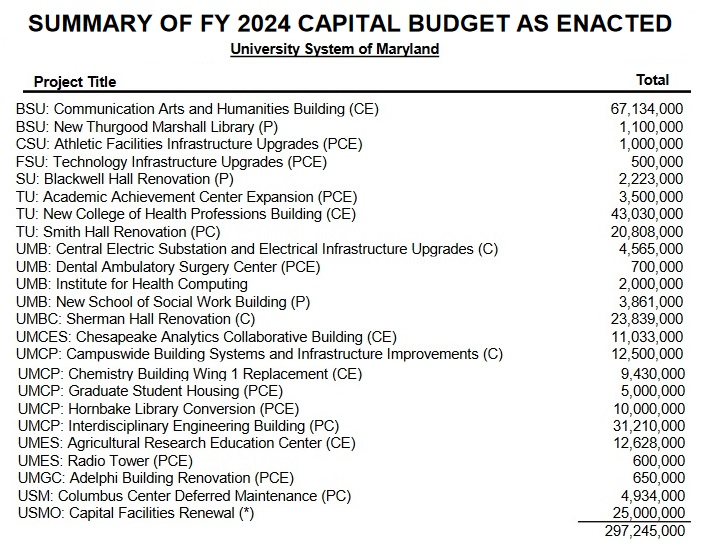 SUMMARY OF FY 2024 CAPITAL BUDGET AS ENACTED
University System of Maryland
Project Title Total
BSU: Communication Arts and Humanities Building (CE) 67,134,000
BSU: New Thurgood Marshall Library (P) 1,100,000
CSU: Athletic Facilities Infrastructure Upgrades (PCE) 1,000,000
FSU: Technology Infrastructure Upgrades (PCE) 500,000
SU: Blackwell Hall Renovation (P) 2,223,000
TU: Academic Achievement Center Expansion (PCE) 3,500,000
TU: New College of Health Professions Building (CE) 43,030,000
TU: Smith Hall Renovation (PC) 20,808,000
UMB: Central Electric Substation and Electrical Infrastructure Upgrades (C) 4,565,000
UMB: Dental Ambulatory Surgery Center (PCE) 700,000
UMB: Institute for Health Computing 2,000,000
UMB: New School of Social Work Building (P) 3,861,000
UMBC: Sherman Hall Renovation (C) 23,839,000
UMCES: Chesapeake Analytics Collaborative Building (CE) 11,033,000
UMCP: Campuswide Building Systems and Infrastructure Improvements (C) 12,500,000
UMCP: Chemistry Building Wing 1 Replacement (CE) 9,430,000
UMCP: Graduate Student Housing (PCE) 5,000,000
UMCP: Hornbake Library Conversion (PCE) 10,000,000
UMCP: Interdisciplinary Engineering Building (PC) 31,210,000
UMES: Agricultural Research Education Center (CE) 12,628,000
UMES: Radio Tower (PCE) 600,000
UMGC: Adelphi Building Renovation (PCE) 650,000
USM: Columbus Center Deferred Maintenance (PC) 4,934,000
USMO: Capital Facilities Renewal (*) 25,000,000
297,245,000